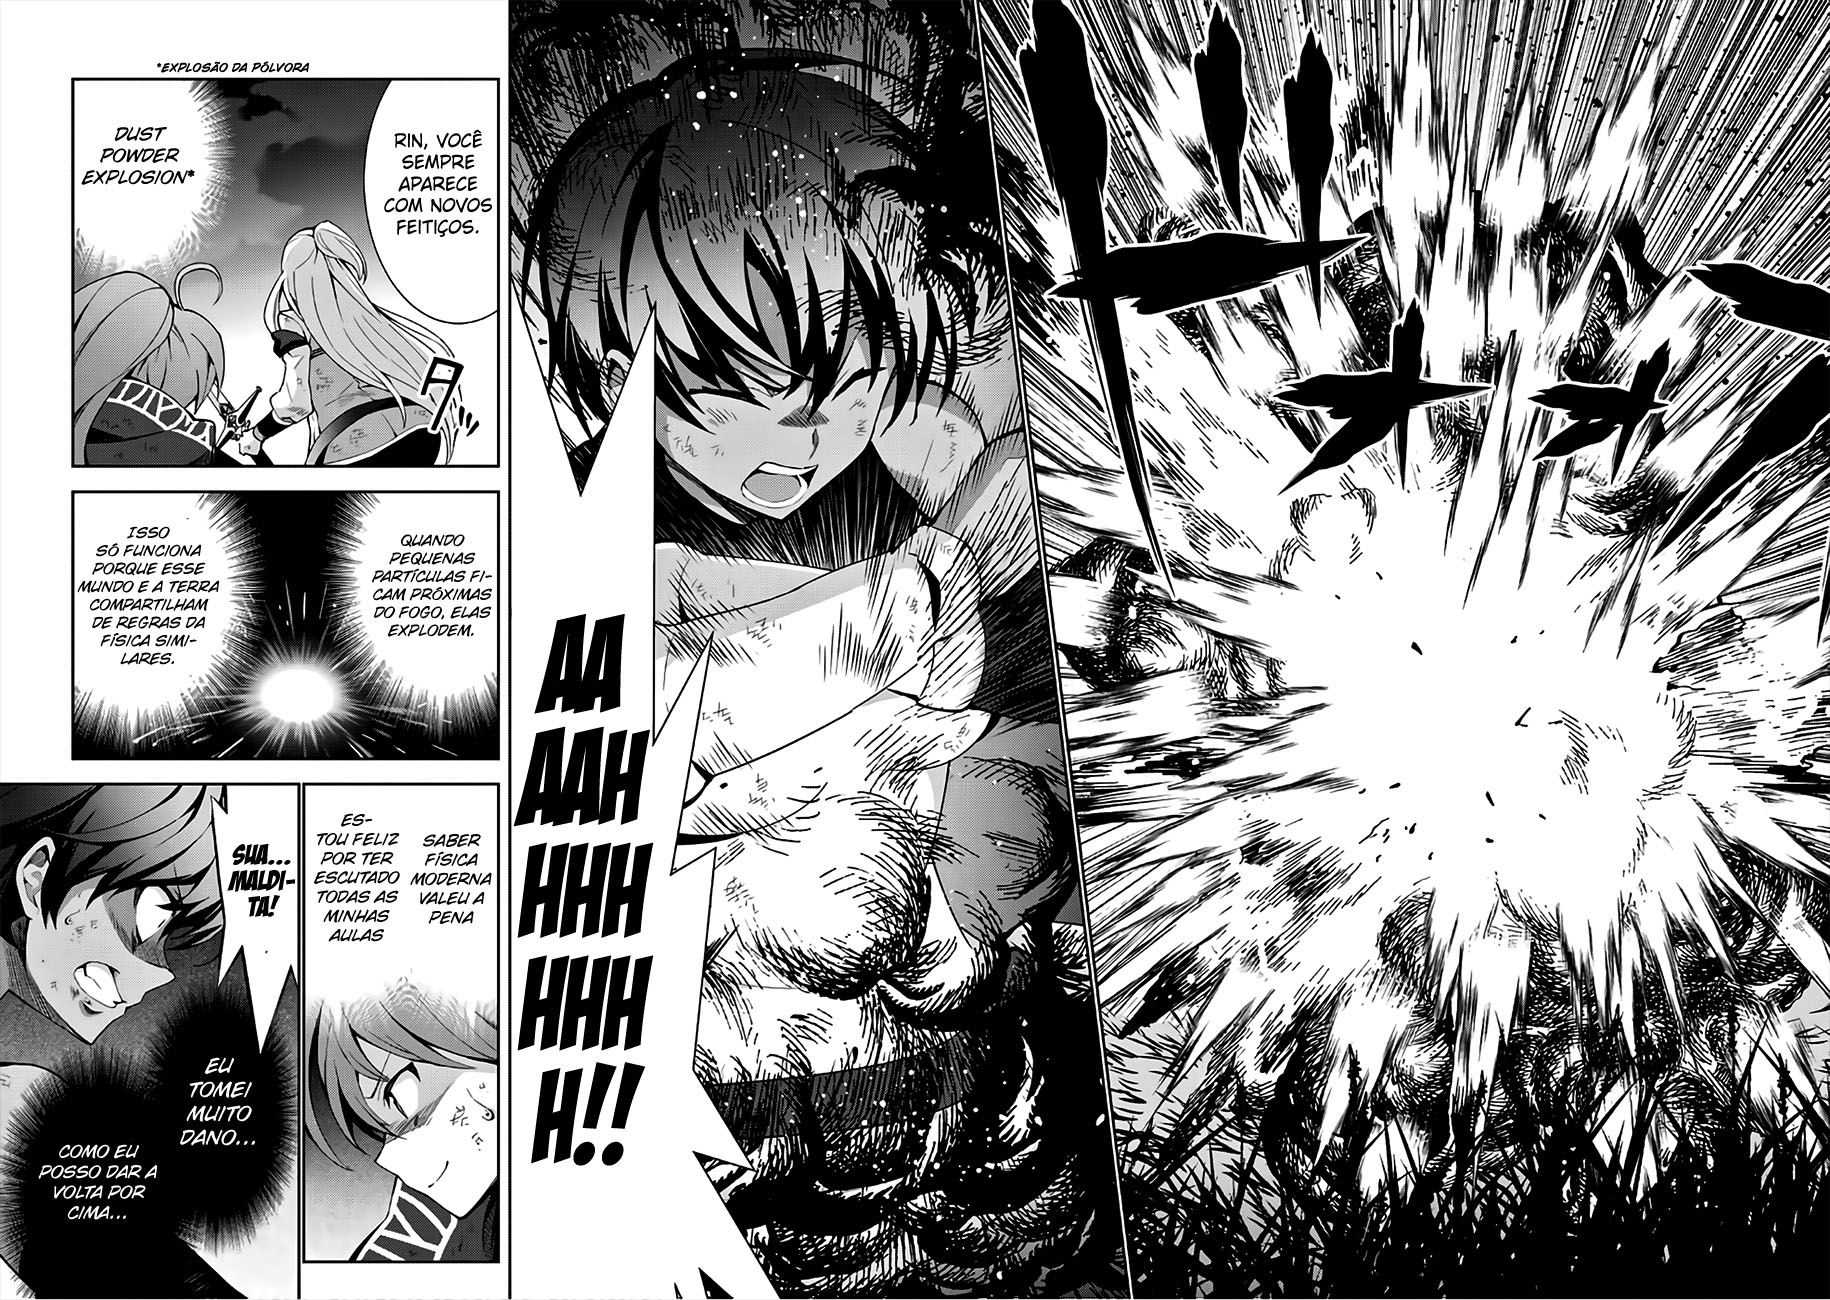 AA
AAH
HHH
HHH
H!!
*EXPLOSÃO DA PÓLVORA
RIN, VOCÊ
SEMPRE
APARECE
COM NOVOS
FEITIÇOS.
DUST
POWDER
EXPLOSION*
タ
DIVA
QUANDO
PEQUENAS
PARTÍCULAS FI-
CAM PRÓXIMAS
DO FOGO, ELAS
EXPLODEM.
ISSO
SÓ FUNCIONA
PORQUE ESSE
MUNDO E A TERRA
COMPARTILHAM
DE REGRAS DA
FÍSICA SIMI-
LARES.
SABER
FÍSICA
MODERNA
VALEU A
PENA
ES-
TOU FELIZ
POR TER
ESCUTADO
TODAS AS
MINHAS
AULAS
SUA...
MALDI-
TA!
EU
TOMEI
MUITO
DANO...
COMO EU
POSSO DAR A
VOLTA POR
CIMA...